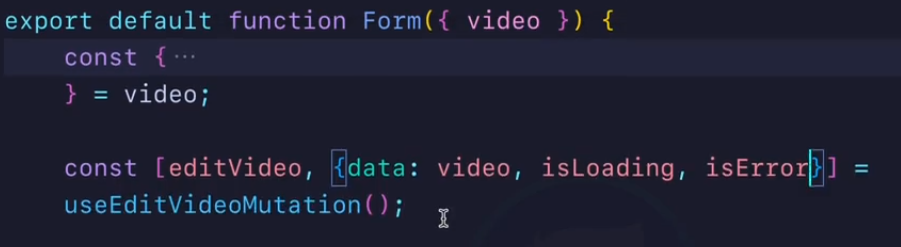 export default function Form({ video }) {
const {···
} = video;
const [editVideo, {data: video, isLoading, isError}] =
useEditVideoMutation();